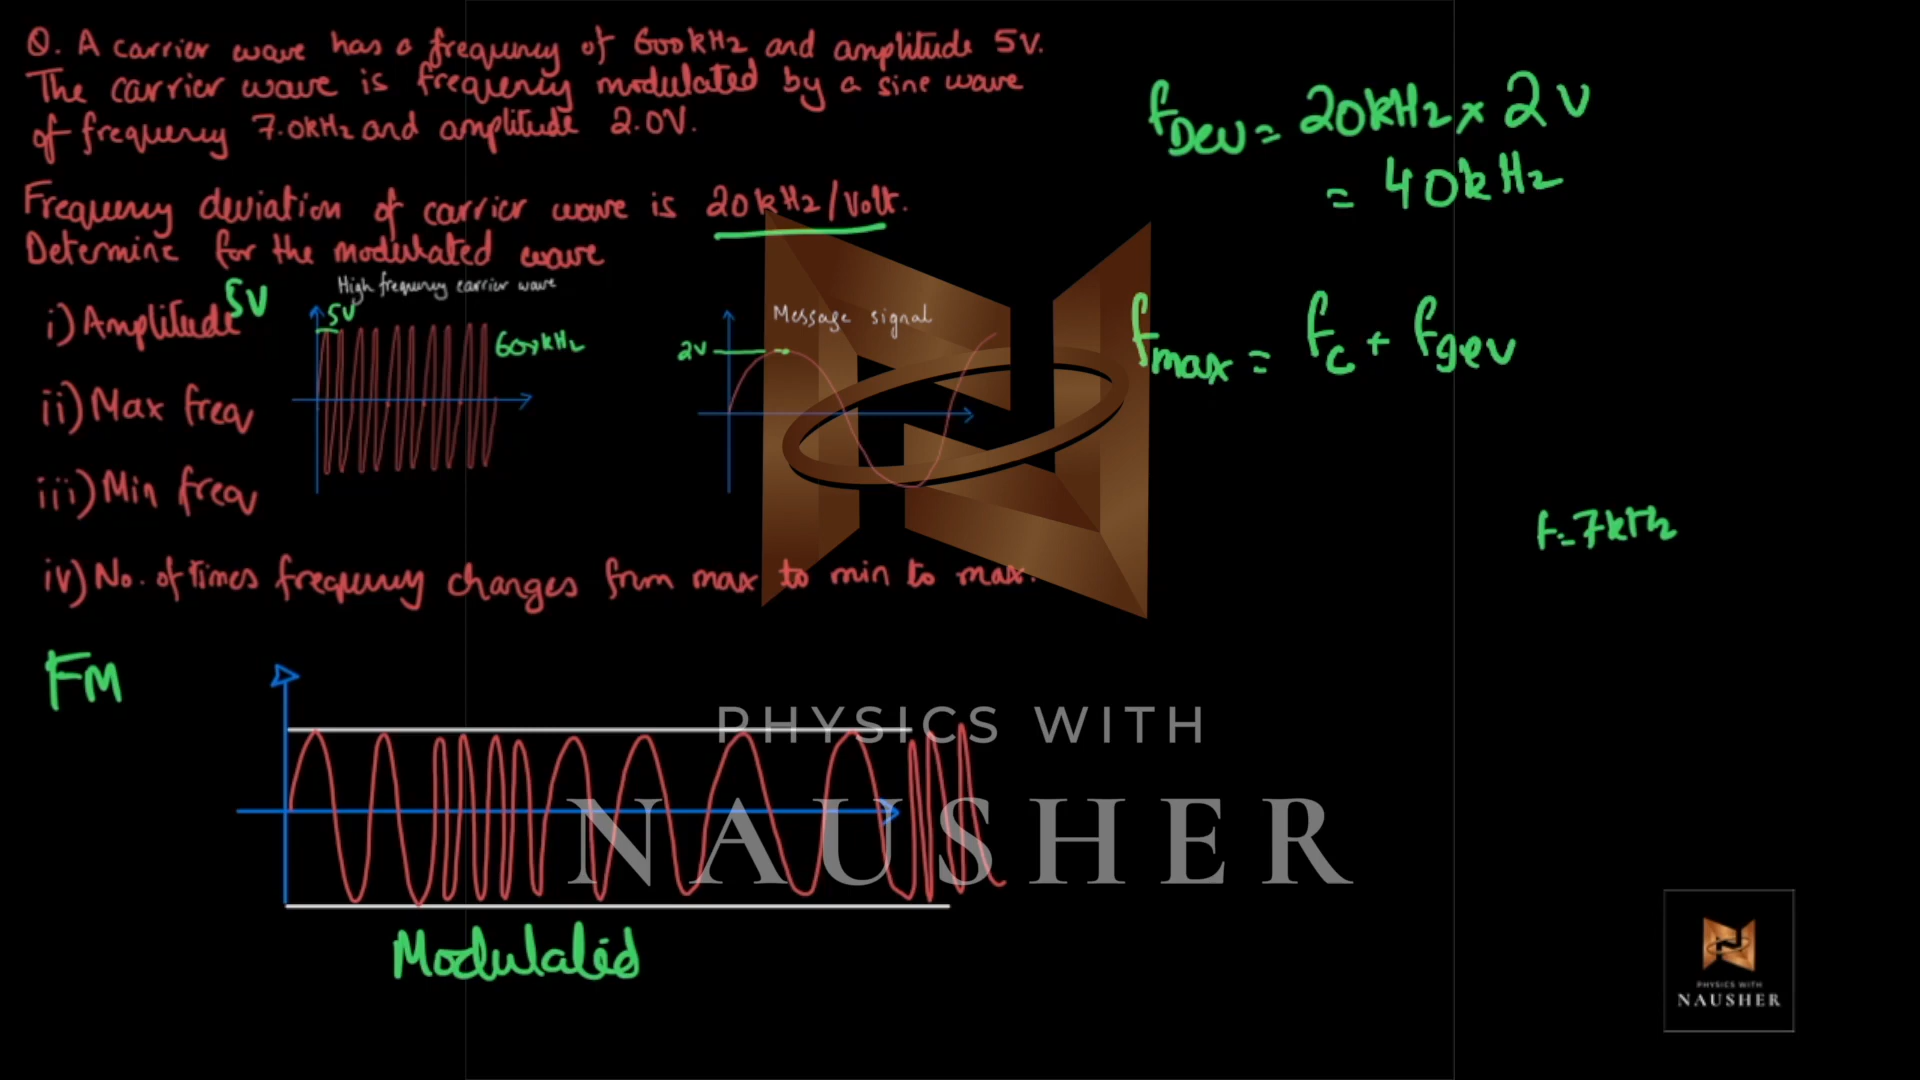 Q. A carrier wave has a frequency of 600kHz and amplitude 5V.
The carrier wave is frequency modulated by a sine wave
of frequency 7.0kHz and amplitude 2.0V.
Frequency deviation of carrier wave is 20kHz/Volt.
Determine for the modulated wave
i) Amplitude 5V
High frequency carrier wave
5V
600kHz
Message signal
2V
ii) Max freq
iii) Min freq
iv) No. of times frequency changes from max to min to max.
fDev = 20kHz x 2V
= 40kHz
fmax = fc + fdev
f=7kHz
FM
Modulated
PHYSICS WITH
NAUSHER
PHYSICS WITH
NAUSHER